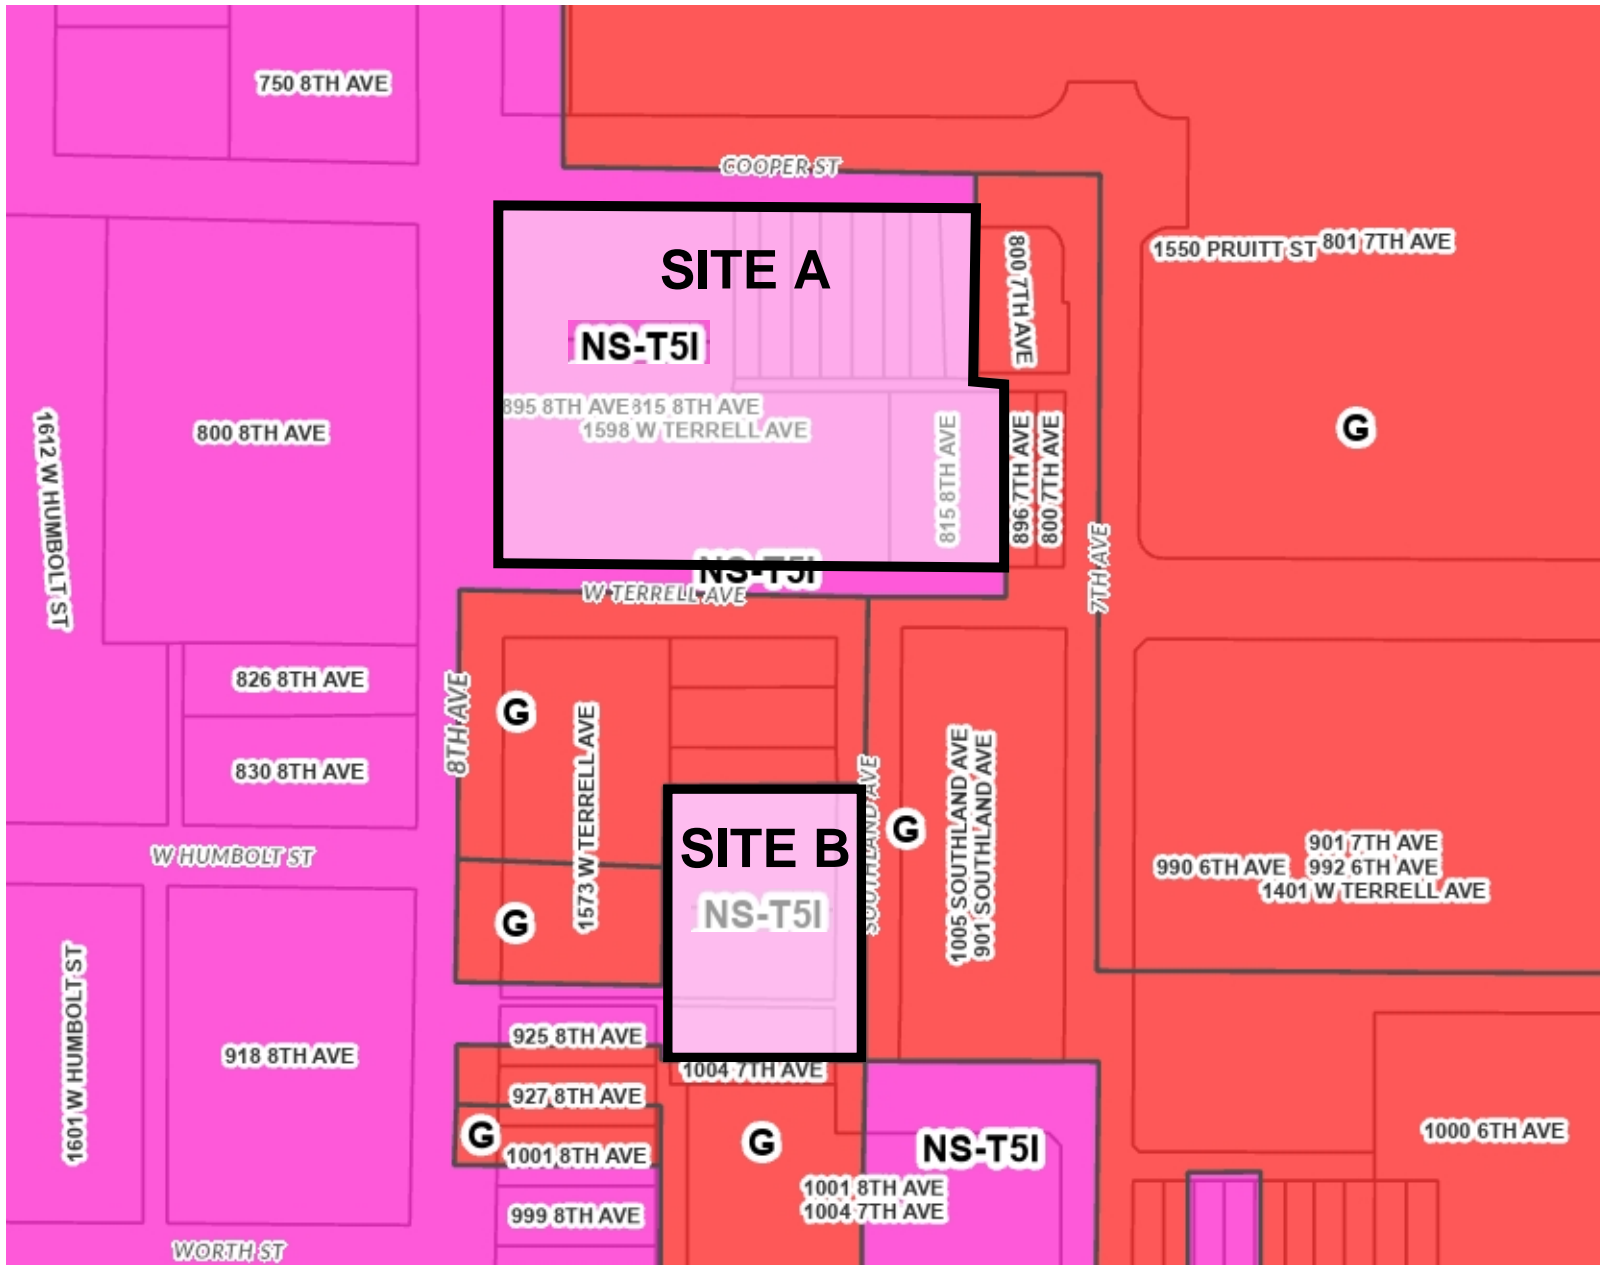 750 8TH AVE
COOPER ST
SITE A
NS-T5I
895 8TH AVE
815 8TH AVE
1598 W TERRELL AVE
815 8TH AVE
800 7TH AVE
896 7TH AVE
800 7TH AVE
1550 PRUITT ST
801 7TH AVE
G
1612 W HUMBOLT ST
800 8TH AVE
NS-T5I
W TERRELL AVE
7TH AVE
826 8TH AVE
8TH AVE
G
830 8TH AVE
1573 W TERRELL AVE
SOUTHLAND AVE
G
1005 SOUTHLAND AVE
901 SOUTHLAND AVE
W HUMBOLT ST
SITE B
NS-T5I
901 7TH AVE
990 6TH AVE
992 6TH AVE
1401 W TERRELL AVE
G
1601 W HUMBOLT ST
918 8TH AVE
925 8TH AVE
1004 7TH AVE
927 8TH AVE
G
1001 8TH AVE
G
NS-T5I
1000 6TH AVE
1001 8TH AVE
1004 7TH AVE
999 8TH AVE
WORTH ST